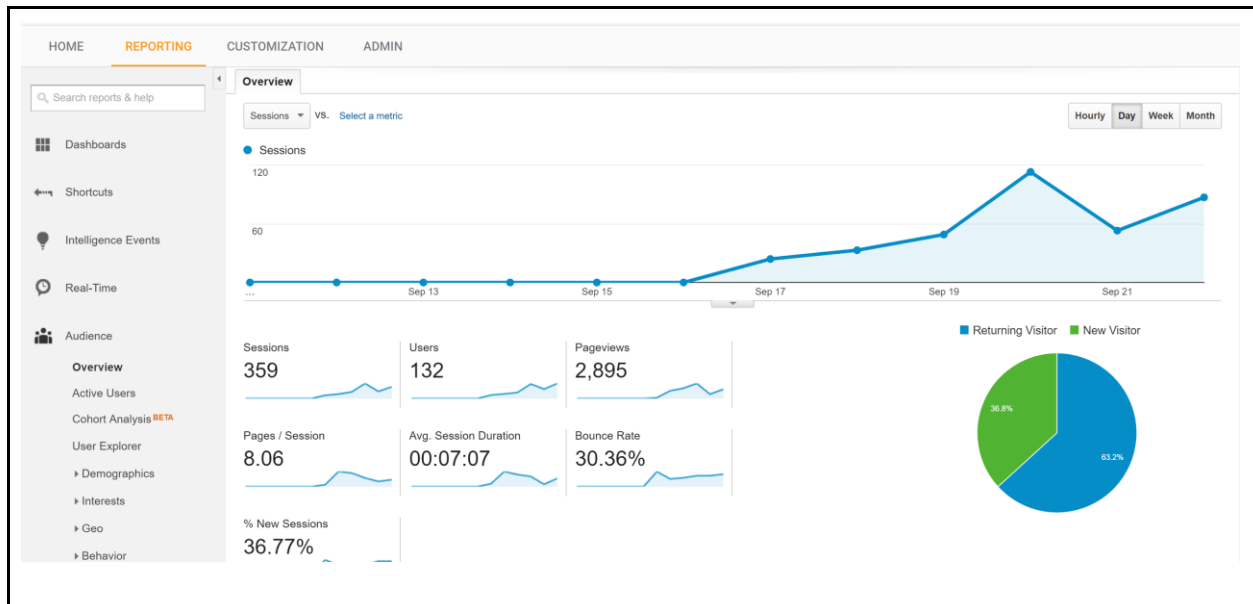 HOME REPORTING CUSTOMIZATION ADMIN
Search reports & help
Dashboards
Shortcuts
Intelligence Events
Real-Time
Audience
Overview
Active Users
Cohort Analysis BETA
User Explorer
Demographics
Interests
Geo
Behavior
Overview
Sessions VS. Select a metric
Hourly Day Week Month
Sessions
120
60
... Sep 13 Sep 15 Sep 17 Sep 19 Sep 21
Sessions
359
Users
132
Pageviews
2,895
Pages / Session
8.06
Avg. Session Duration
00:07:07
Bounce Rate
30.36%
% New Sessions
36.77%
Returning Visitor New Visitor
36.8%
63.2%